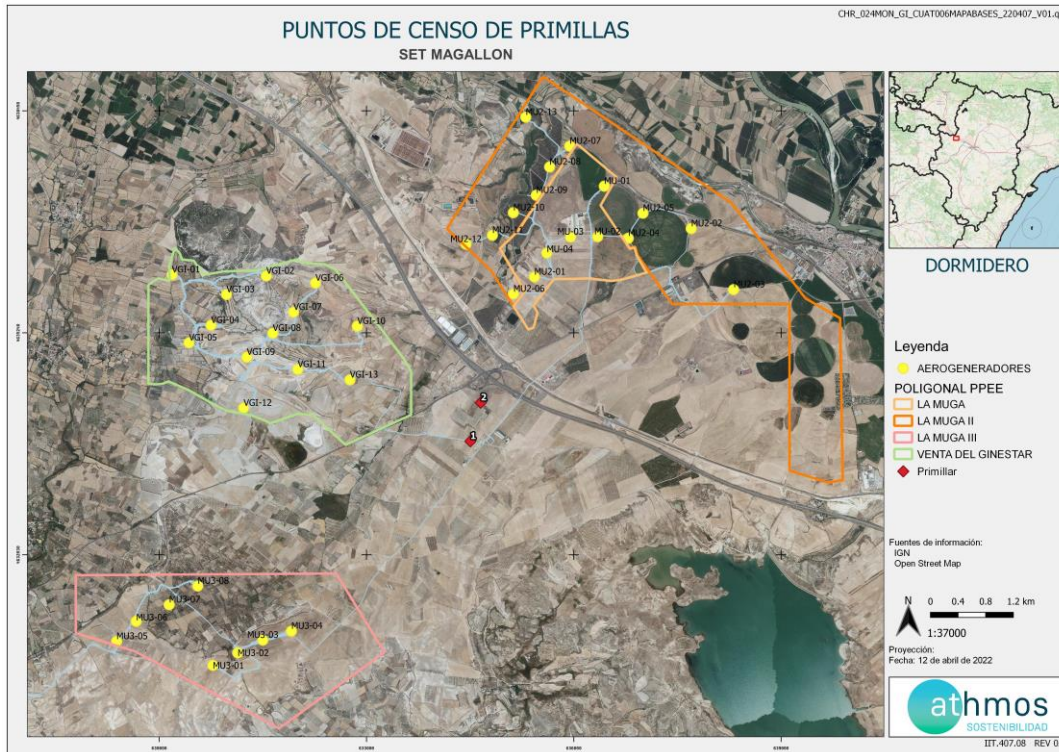 CHR_024MON_GI_CUAT006MAPABASES_220407_V01.q
PUNTOS DE CENSO DE PRIMILLAS
SET MAGALLON
MU2-13
MU2-07
MU2-08
MU-01
MU2-09
MU2-10
MU2-05
MU2-02
MU2-11
MU2-12
MU-03
MU-02
MU2-04
MU-04
MU2-01
MU2-06
MU2-03
VGI-01
VGI-02
VGI-06
VGI-03
VGI-07
VGI-04
VGI-10
VGI-08
VGI-05
VGI-09
VGI-11
VGI-13
VGI-12
2
1
MU3-08
MU3-07
MU3-06
MU3-05
MU3-04
MU3-03
MU3-02
MU3-01
DORMIDERO
Leyenda
AEROGENERADORES
POLIGONAL PPEE
LA MUGA
LA MUGA II
LA MUGA III
VENTA DEL GINESTAR
Primillar
Fuentes de información:
IGN
Open Street Map
N
0 0.4 0.8 1.2 km
1:37000
Proyección:
Fecha: 12 de abril de 2022
athmos
SOSTENIBILIDAD
IIT.407.08 REV 0